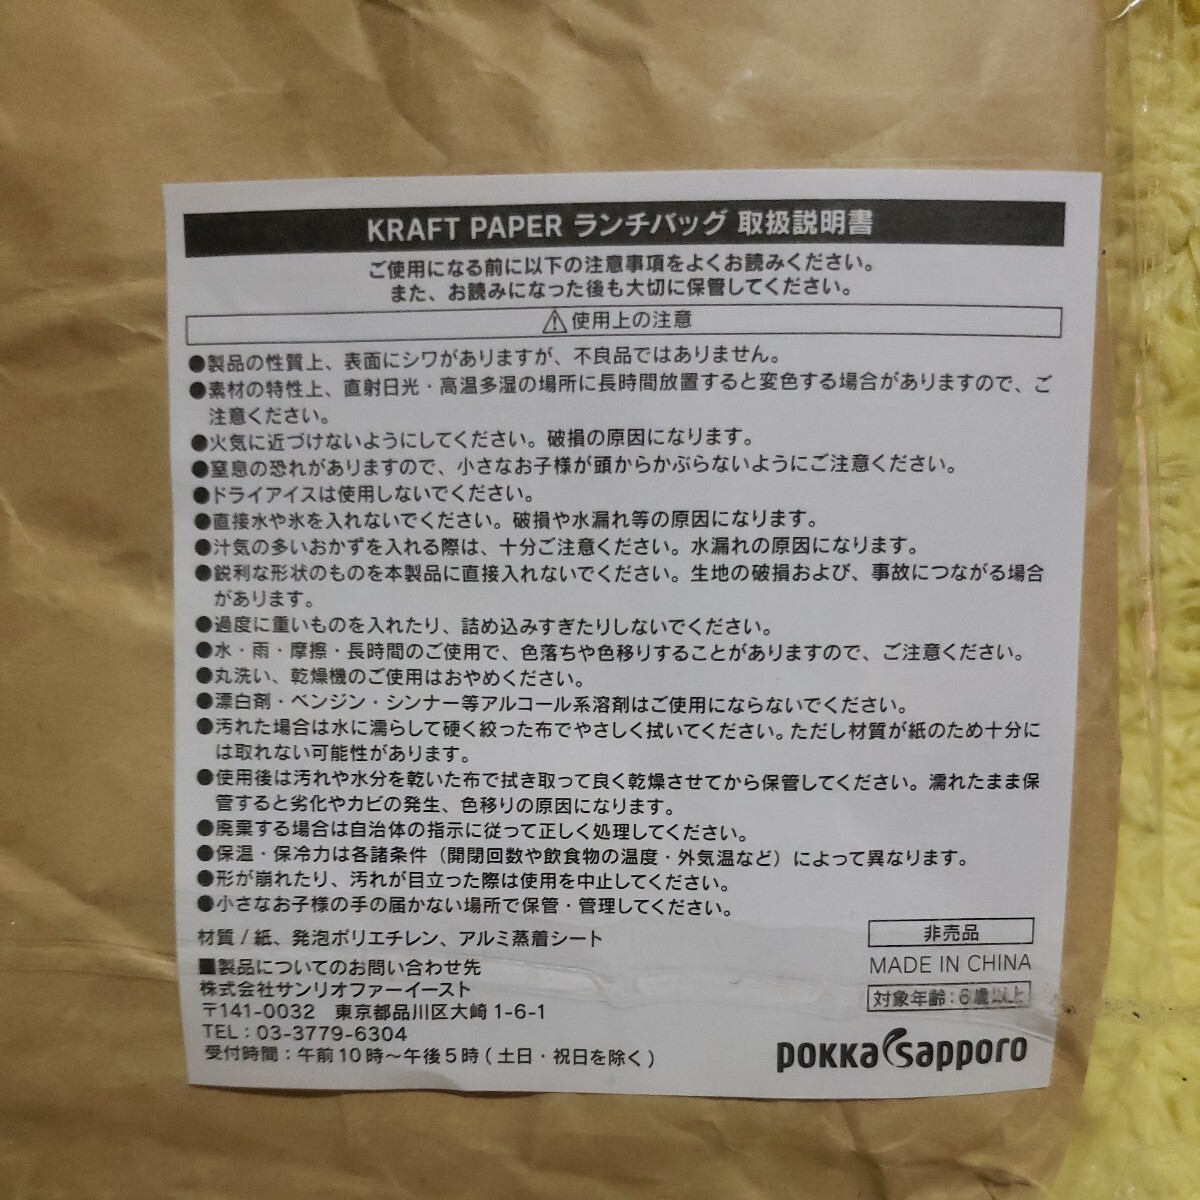 KRAFT PAPER ランチバッグ 取扱説明書
ご使用になる前に以下の注意事項をよくお読みください。
また、お読みになった後も大切に保管してください。
⚠使用上の注意
●製品の性質上、表面にシワがありますが、不良品ではありません。
●素材の特性上、直射日光・高温多湿の場所に長時間放置すると変色する場合がありますので、ご
注意ください。
●火気に近づけないようにしてください。破損の原因になります。
●窒息の恐れがありますので、小さなお子様が頭からかぶらないようにご注意ください。
●ドライアイスは使用しないでください。
●直接水や氷を入れないでください。破損や水漏れ等の原因になります。
●汁気の多いおかずを入れる際は、十分ご注意ください。水漏れの原因になります。
●鋭利な形状のものを本製品に直接入れないでください。生地の破損および、事故につながる場合
があります。
●過度に重いものを入れたり、詰め込みすぎたりしないでください。
●水・雨・摩擦・長時間のご使用で、色落ちや色移りすることがありますので、ご注意ください。
●丸洗い、乾燥機のご使用はおやめください。
●漂白剤・ベンジン・シンナー等アルコール系溶剤はご使用にならないでください。
●汚れた場合は水に濡らして硬く絞った布でやさしく拭いてください。ただし材質が紙のため十分に
は取れない可能性があります。
●使用後は汚れや水分を乾いた布で拭き取って良く乾燥させてから保管してください。濡れたまま保
管すると劣化やカビの発生、色移りの原因になります。
●廃棄する場合は自治体の指示に従って正しく処理してください。
●保温・保冷力は各諸条件（開閉回数や飲食物の温度・外気温など）によって異なります。
●形が崩れたり、汚れが目立った際は使用を中止してください。
●小さなお子様の手の届かない場所で保管・管理してください。
材質/紙、発泡ポリエチレン、アルミ蒸着シート
■製品についてのお問い合わせ先
株式会社サンリオファーイースト
〒141-0032 東京都品川区大崎1-6-1
TEL:03-3779-6304
受付時間:午前10時～午後5時(土日・祝日を除く)
非売品
MADE IN CHINA
対象年齢:6歳以上
pokka sapporo